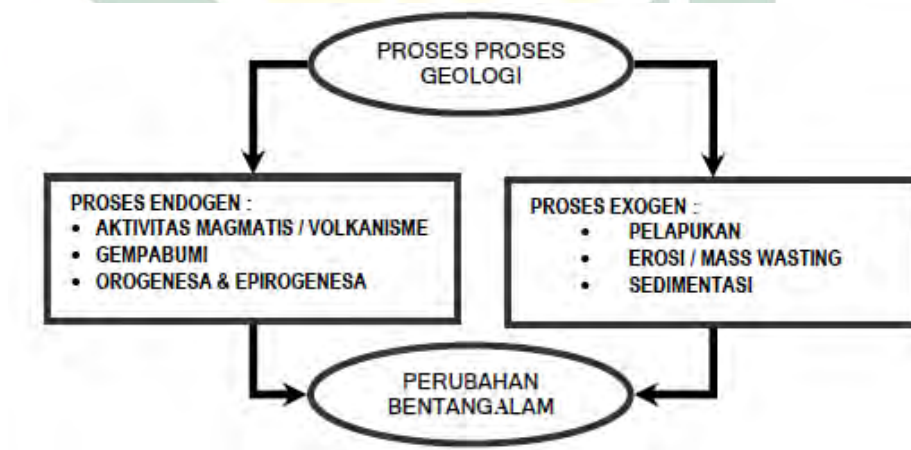 PROSES PROSES
GEOLOGI
PROSES ENDOGEN :
• AKTIVITAS MAGMATIS / VOLKANISME
• GEMPABUMI
• OROGENESA & EPIROGENESA
PROSES EXOGEN :
• PELAPUKAN
• EROSI / MASS WASTING
• SEDIMENTASI
PERUBAHAN
BENTANGALAM